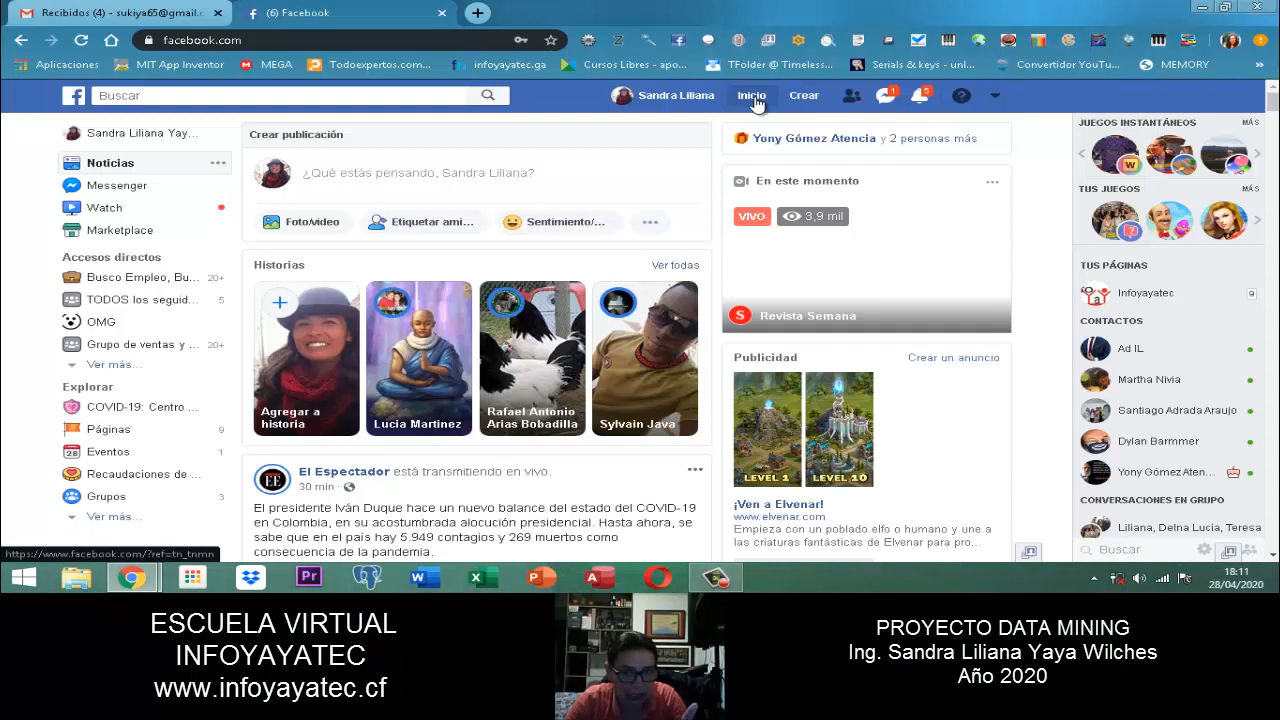 Recibidos (4) - sukiya65@gmail.c
(6) Facebook
facebook.com
Aplicaciones
MIT App Inventor
MEGA
Todoexpertos.com...
infoyayatec.ga
Cursos Libres - apo...
TFolder @ Timeless...
Serials & keys - unl...
Convertidor YouTu...
MEMORY
»
Buscar
Sandra Liliana
Inicio
Crear
1
5
Sandra Liliana Yay...
Noticias
Messenger
Watch
Marketplace
Accesos directos
Busco Empleo, Bu... 20+
TODOS los seguid... 5
OMG
Grupo de ventas y ... 20+
Ver más...
Explorar
COVID-19: Centro ...
Páginas 9
Eventos 1
Recaudaciones de ...
Grupos 3
Ver más...
https://www.facebook.com/?ref=tn_tnmn
Crear publicación
¿Qué estás pensando, Sandra Liliana?
Foto/video
Etiquetar ami...
Sentimiento/...
Historias
Ver todas
Agregar a
historia
Lucia Martinez
Rafael Antonio
Arias Bobadilla
Sylvain Java
El Espectador está transmitiendo en vivo.
30 min
El presidente Iván Duque hace un nuevo balance del estado del COVID-19
en Colombia, en su acostumbrada alocución presidencial. Hasta ahora, se
sabe que en el país hay 5.949 contagios y 269 muertos como
consecuencia de la pandemia.
Yony Gómez Atencia y 2 personas más
En este momento
VIVO
3,9 mil
S
Revista Semana
Publicidad
Crear un anuncio
LEVEL 1
LEVEL 10
¡Ven a Elvenar!
www.elvenar.com
Empieza con un poblado elfo o humano y une a
las criaturas fantásticas de Elvenar para pro...
JUEGOS INSTANTÁNEOS
MÁS
TUS JUEGOS
MÁS
TUS PÁGINAS
Infoyayatec
9
CONTACTOS
Ad IL
Martha Nivia
Santiago Adrada Araujo
Dylan Barmmer
Yony Gómez Aten...
CONVERSACIONES EN GRUPO
Liliana, Delna Lucia, Teresa
Buscar
Pr
18:11
28/04/2020
ESCUELA VIRTUAL
INFOYAYATEC
www.infoyayatec.cf
PROYECTO DATA MINING
Ing. Sandra Liliana Yaya Wilches
Año 2020